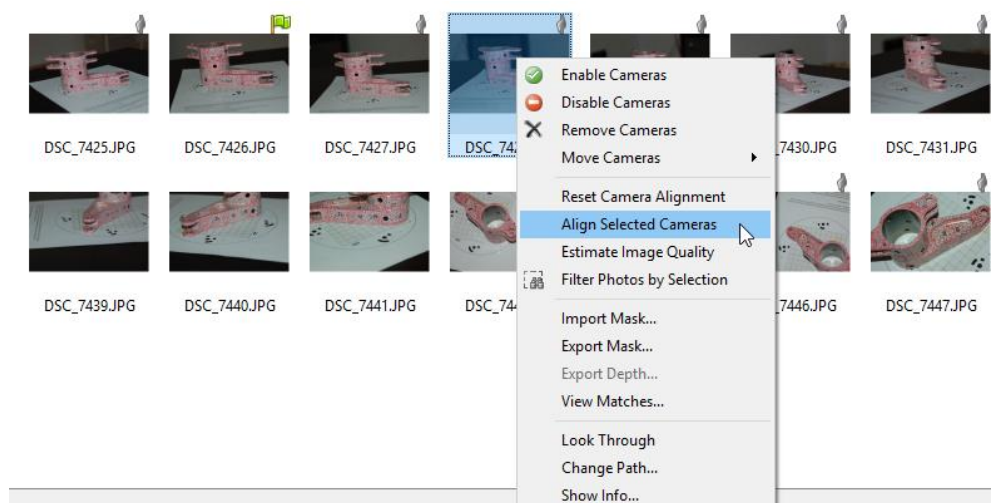 DSC_7425.JPG
DSC_7426.JPG
DSC_7427.JPG
DSC_74
_7430.JPG
DSC_7431.JPG
DSC_7439.JPG
DSC_7440.JPG
DSC_7441.JPG
DSC_74
_7446.JPG
DSC_7447.JPG
Enable Cameras
Disable Cameras
Remove Cameras
Move Cameras
Reset Camera Alignment
Align Selected Cameras
Estimate Image Quality
Filter Photos by Selection
Import Mask...
Export Mask...
Export Depth...
View Matches...
Look Through
Change Path...
Show Info...